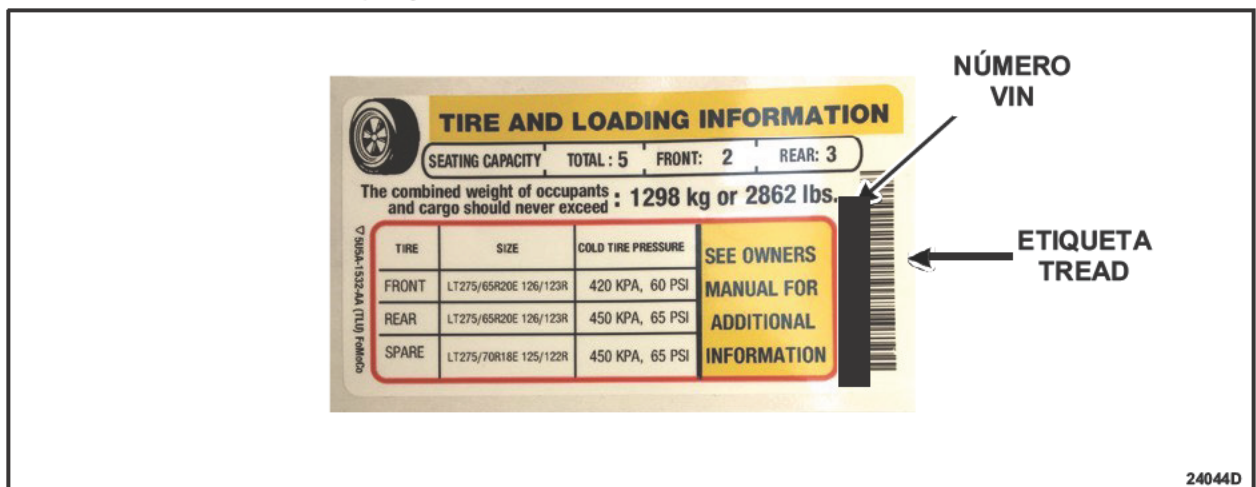 NÚMERO
VIN
TIRE AND LOADING INFORMATION
SEATING CAPACITY TOTAL : 5 FRONT: 2 REAR: 3
The combined weight of occupants
and cargo should never exceed : 1298 kg or 2862 lbs.
ETIQUETA
TREAD
TIRE SIZE COLD TIRE PRESSURE
FRONT LT275/65R20E 126/123R 420 KPA, 60 PSI
REAR LT275/65R20E 126/123R 450 KPA, 65 PSI
SPARE LT275/70R18E 125/122R 450 KPA, 65 PSI
SEE OWNERS
MANUAL FOR
ADDITIONAL
INFORMATION
5U5A-1532-AA (TLU) FoMoCo
24044D